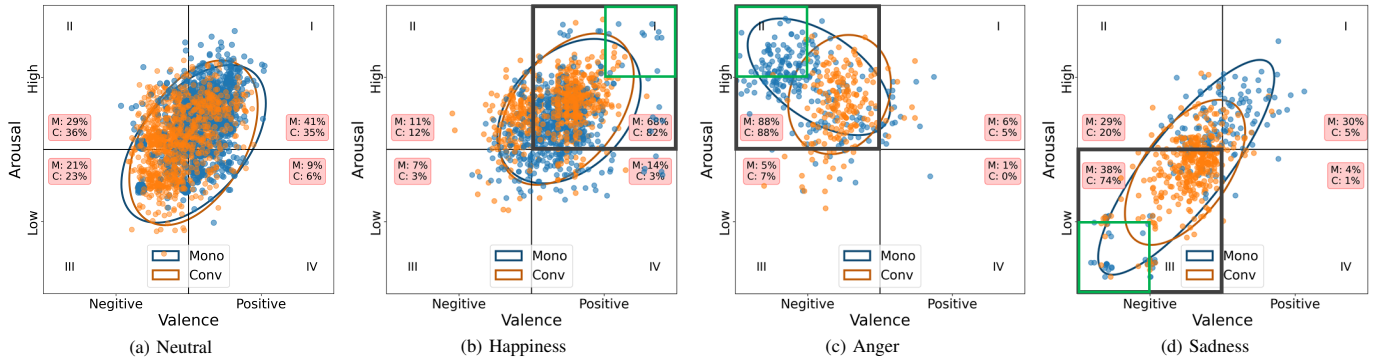 II
I
High
Arousal
M: 29%
C: 36%
M: 41%
C: 35%
M: 21%
C: 23%
M: 9%
C: 6%
Low
III
IV
Mono
Conv
Negitive
Positive
Valence
(a) Neutral
II
I
High
Arousal
M: 11%
C: 12%
M: 68%
C: 82%
M: 7%
C: 3%
M: 14%
C: 3%
Low
III
IV
Mono
Conv
Negitive
Positive
Valence
(b) Happiness
II
I
High
Arousal
M: 88%
C: 88%
M: 6%
C: 5%
M: 5%
C: 7%
M: 1%
C: 0%
Low
III
IV
Mono
Conv
Negitive
Positive
Valence
(c) Anger
II
I
High
Arousal
M: 29%
C: 20%
M: 30%
C: 5%
M: 38%
C: 74%
M: 4%
C: 1%
Low
III
IV
Mono
Conv
Negitive
Positive
Valence
(d) Sadness